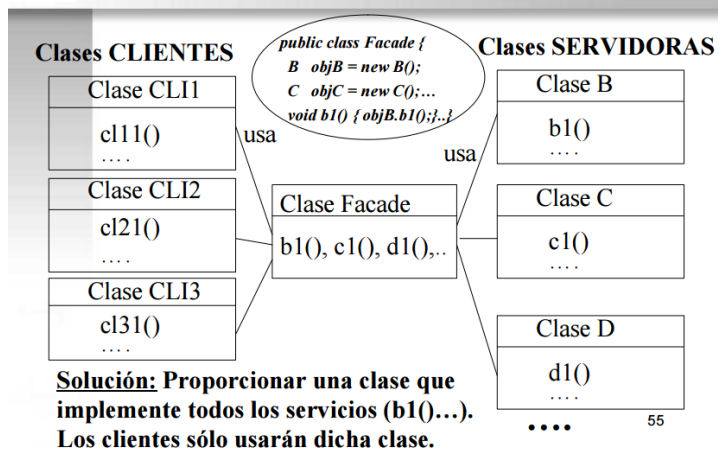 Clases CLIENTES
public class Facade {
B objB = new B();
C objC = new C();...
void b1() { objB.b1();}..}
Clases SERVIDORAS
Clase CLI1
cl11()
....
usa
Clase CLI2
cl21()
....
Clase CLI3
cl31()
....
Clase Facade
b1(), c1(), d1(),..
usa
Clase B
b1()
....
Clase C
c1()
....
Clase D
d1()
....
....
Solución: Proporcionar una clase que
implemente todos los servicios (b1()…).
Los clientes sólo usarán dicha clase.
55